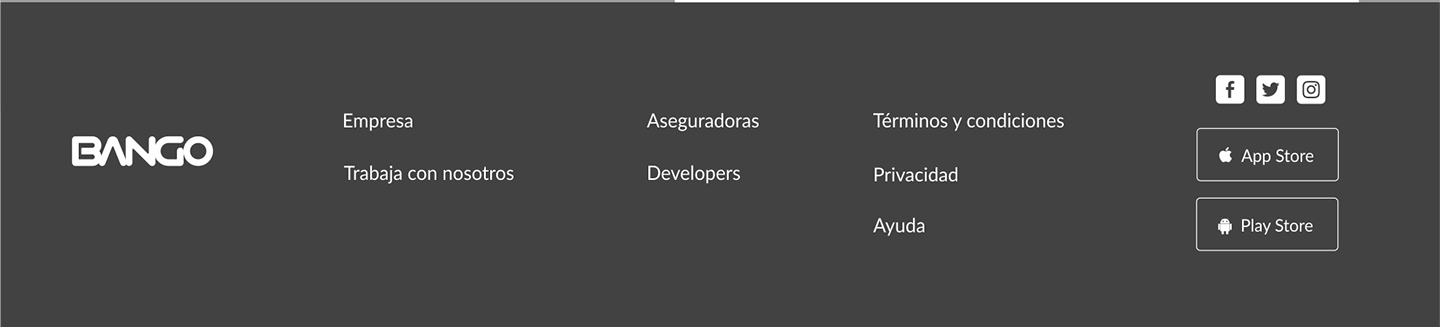 BANGO
Empresa
Trabaja con nosotros
Aseguradoras
Developers
Términos y condiciones
Privacidad
Ayuda
App Store
Play Store